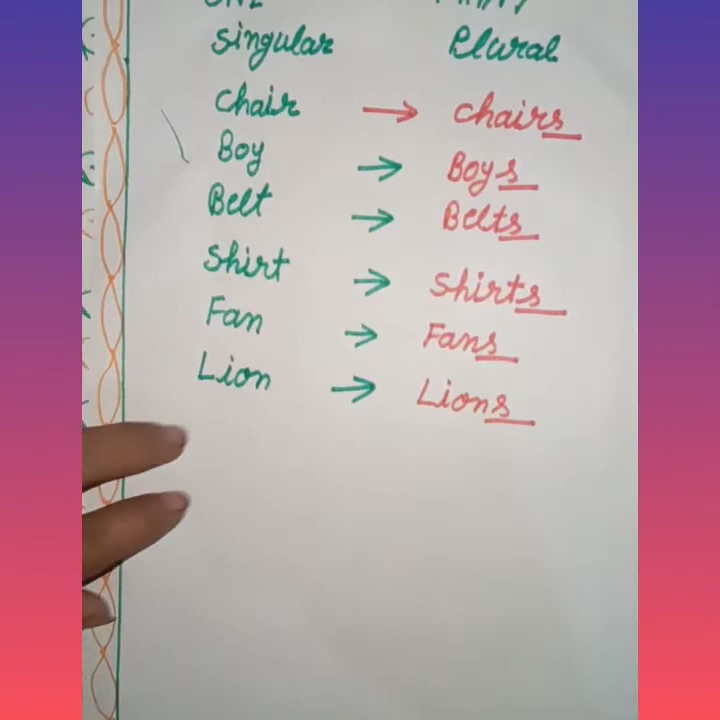 Singular Plural
Chair → chairs
Boy → Boys
Belt → Belts
Shirt → Shirts
Fan → Fans
Lion → Lions